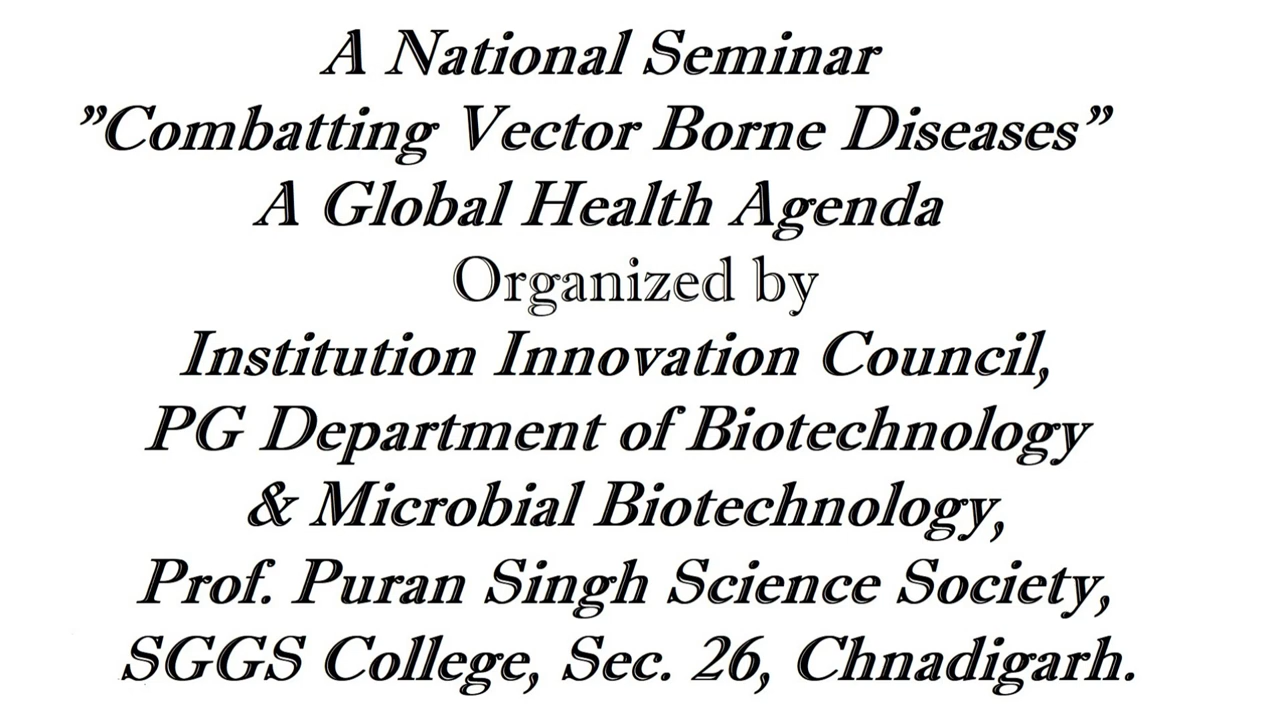 A National Seminar
”Combatting Vector Borne Diseases”
A Global Health Agenda
Organized by
Institution Innovation Council,
PG Department of Biotechnology
& Microbial Biotechnology,
Prof. Puran Singh Science Society,
SGGS College, Sec. 26, Chnadigarh.